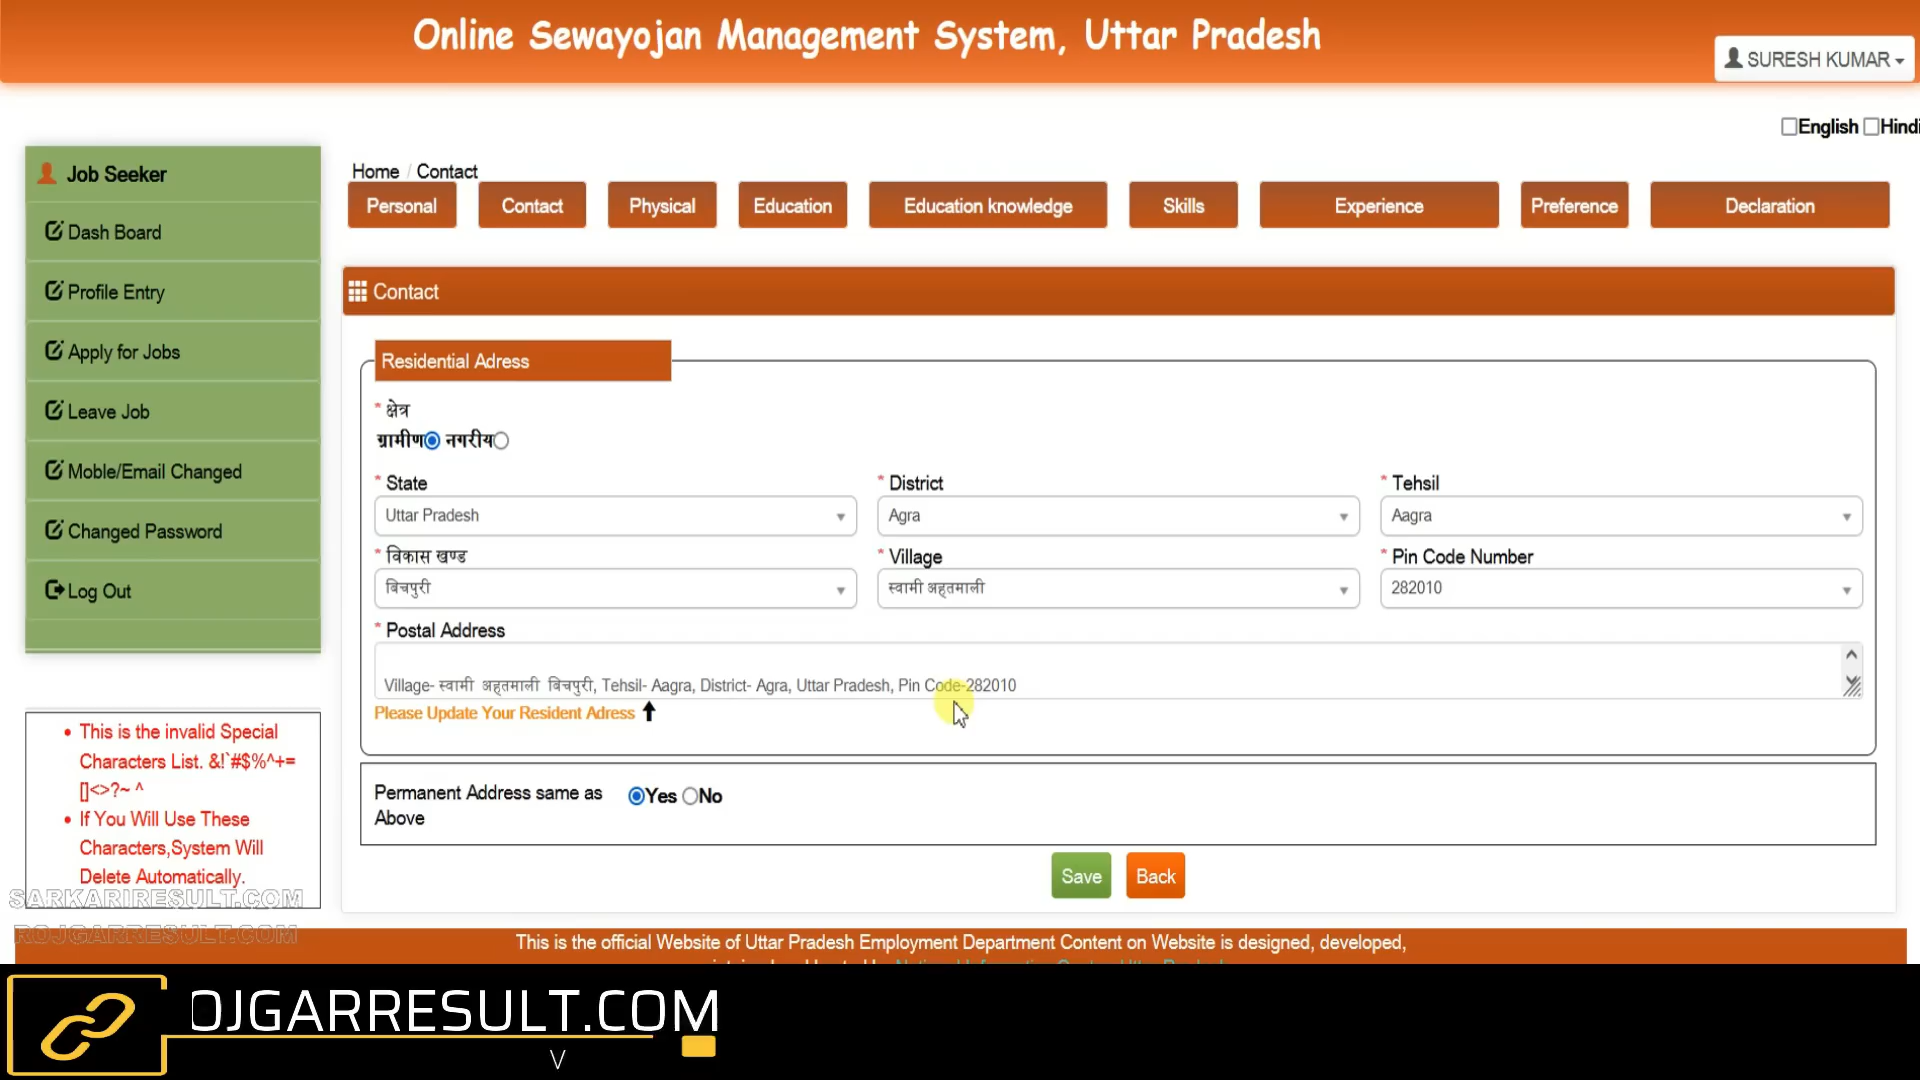 Online Sewayojan Management System, Uttar Pradesh
SURESH KUMAR
English Hindi
Job Seeker
Dash Board
Profile Entry
Apply for Jobs
Leave Job
Moble/Email Changed
Changed Password
Log Out
Home / Contact
Personal Contact Physical Education Education knowledge Skills Experience Preference Declaration
Contact
Residential Adress
* क्षेत्र
ग्रामीण नगरीय
* State * District * Tehsil
Uttar Pradesh Agra Aagra
* विकास खण्ड * Village * Pin Code Number
बिचपुरी स्वामी अहतमाली 282010
* Postal Address
Village- स्वामी अहतमाली बिचपुरी, Tehsil- Aagra, District- Agra, Uttar Pradesh, Pin Code-282010
Please Update Your Resident Adress
Permanent Address same as
Above
Yes No
Save Back
This is the invalid Special
Characters List. &!`#$%^+=
[]<>?~ ^
If You Will Use These
Characters,System Will
Delete Automatically.
SARKARIRESULT.COM
ROJGARRESULT.COM
This is the official Website of Uttar Pradesh Employment Department Content on Website is designed, developed,
OJGARRESULT.COM
V